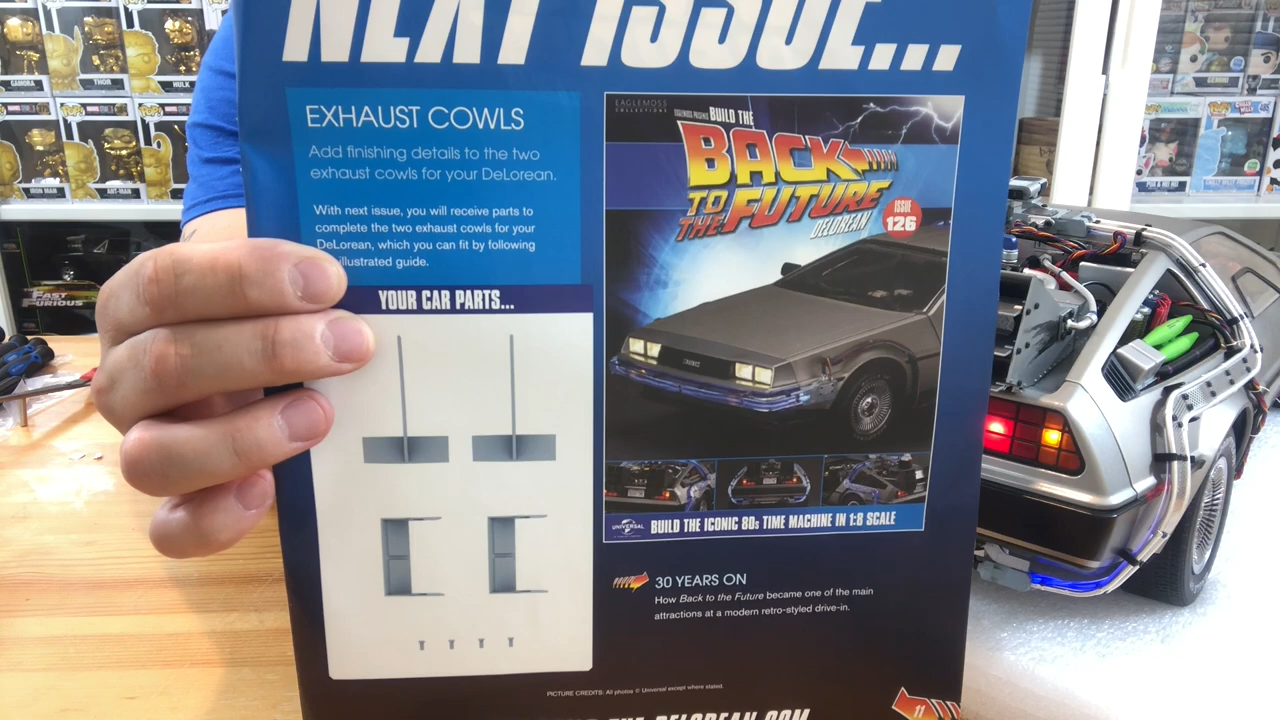 NEXT ISSUE...
EXHAUST COWLS
Add finishing details to the two
exhaust cowls for your DeLorean.
With next issue, you will receive parts to
complete the two exhaust cowls for your
DeLorean, which you can fit by following
illustrated guide.
YOUR CAR PARTS...
EAGLEMOSS
COLLECTIONS
EAGLEMOSS PRESENTS BUILD THE
BACK
TO
THE FUTURE
DELOREAN
ISSUE
126
UNIVERSAL
BUILD THE ICONIC 80s TIME MACHINE IN 1:8 SCALE
30 YEARS ON
How Back to the Future became one of the main
attractions at a modern retro-styled drive-in.
PICTURE CREDITS: All photos © Universal except where stated.
11
GAMORA
THOR
HULK
IRON MAN
ANT-MAN
FAST
FURIOUS
GEMINI